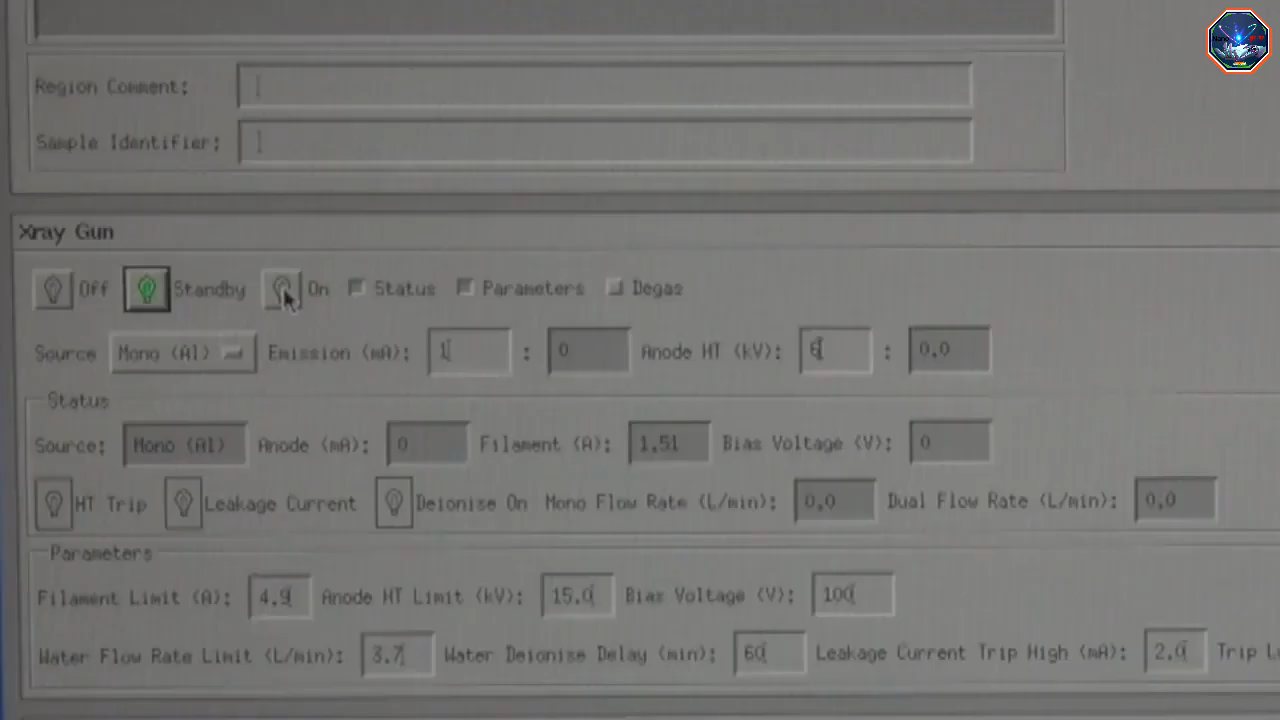 Region Comment:
Sample Identifier:
Xray Gun
Off Standby On Status Parameters Degas
Source Mono (Al) Emission (mA): 1 : 0 Anode HT (kV): 6 : 0.0
Status
Source: Mono (Al) Anode (mA): 0 Filament (A): 1.51 Bias Voltage (V): 0
HT Trip Leakage Current Deionise On Mono Flow Rate (L/min): 0.0 Dual Flow Rate (L/min): 0.0
Parameters
Filament Limit (A): 4.9 Anode HT Limit (kV): 15.0 Bias Voltage (V): 100
Water Flow Rate Limit (L/min): 3.7 Water Deionise Delay (min): 60 Leakage Current Trip High (mA): 2.0 Trip